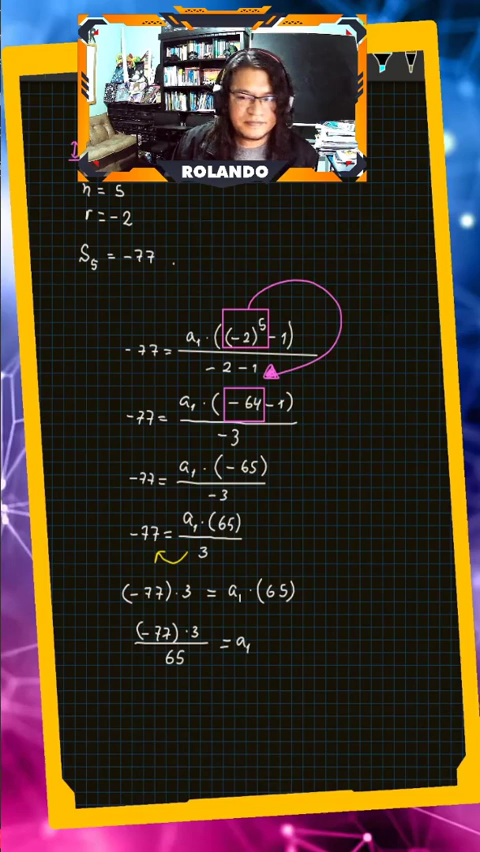 ROLANDO
n = 5
r = -2
S₅ = -77 .
-77 = a₁ · ((-2)⁵ - 1) / -2 - 1
-77 = a₁ · (-64 - 1) / -3
-77 = a₁ · (-65) / -3
-77 = a₁ · (65) / 3
(-77) · 3 = a₁ · (65)
(-77) · 3 / 65 = a₁